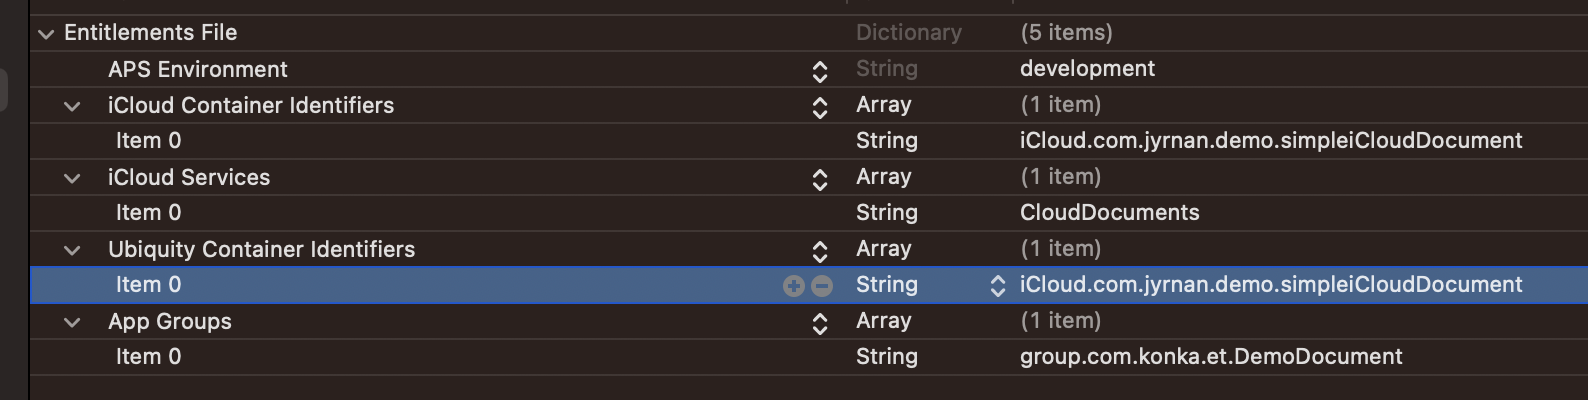 Entitlements File Dictionary (5 items)
APS Environment String development
iCloud Container Identifiers Array (1 item)
Item 0 String iCloud.com.jyrnan.demo.simpleiCloudDocument
iCloud Services Array (1 item)
Item 0 String CloudDocuments
Ubiquity Container Identifiers Array (1 item)
Item 0 String iCloud.com.jyrnan.demo.simpleiCloudDocument
App Groups Array (1 item)
Item 0 String group.com.konka.et.DemoDocument